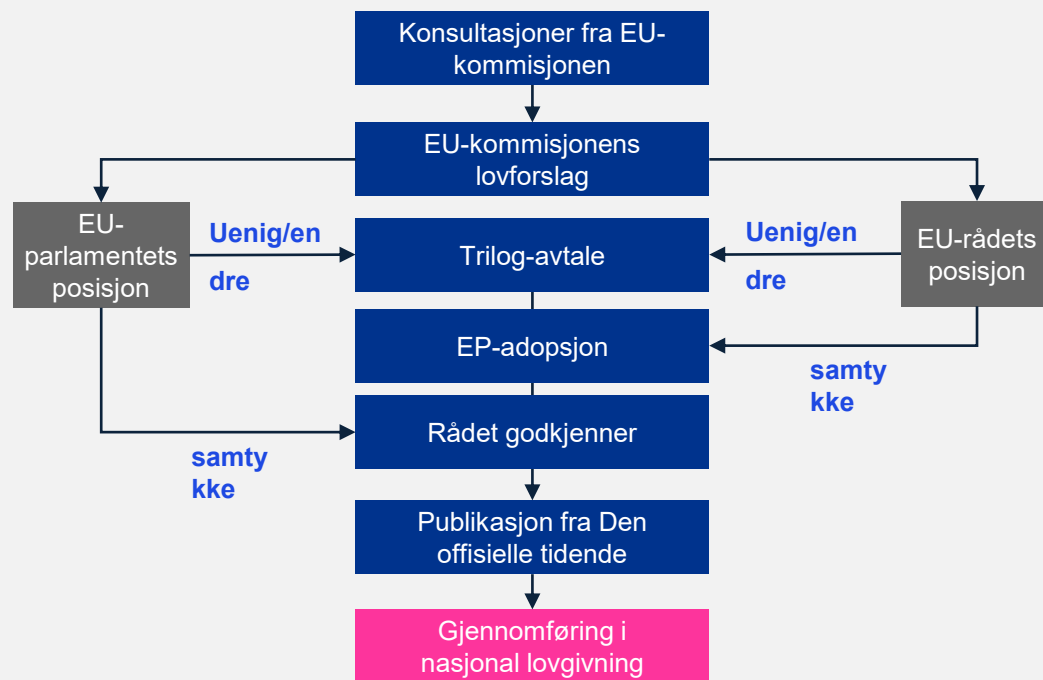 Konsultasjoner fra EU-
kommisjonen
EU-kommisjonens
lovforslag
EU-
parlamentets
posisjon
Uenig/en
dre
Trilog-avtale
Uenig/en
dre
EU-rådets
posisjon
EP-adopsjon
samty
kke
Rådet godkjenner
samty
kke
Publikasjon fra Den
offisielle tidende
Gjennomføring i
nasjonal lovgivning